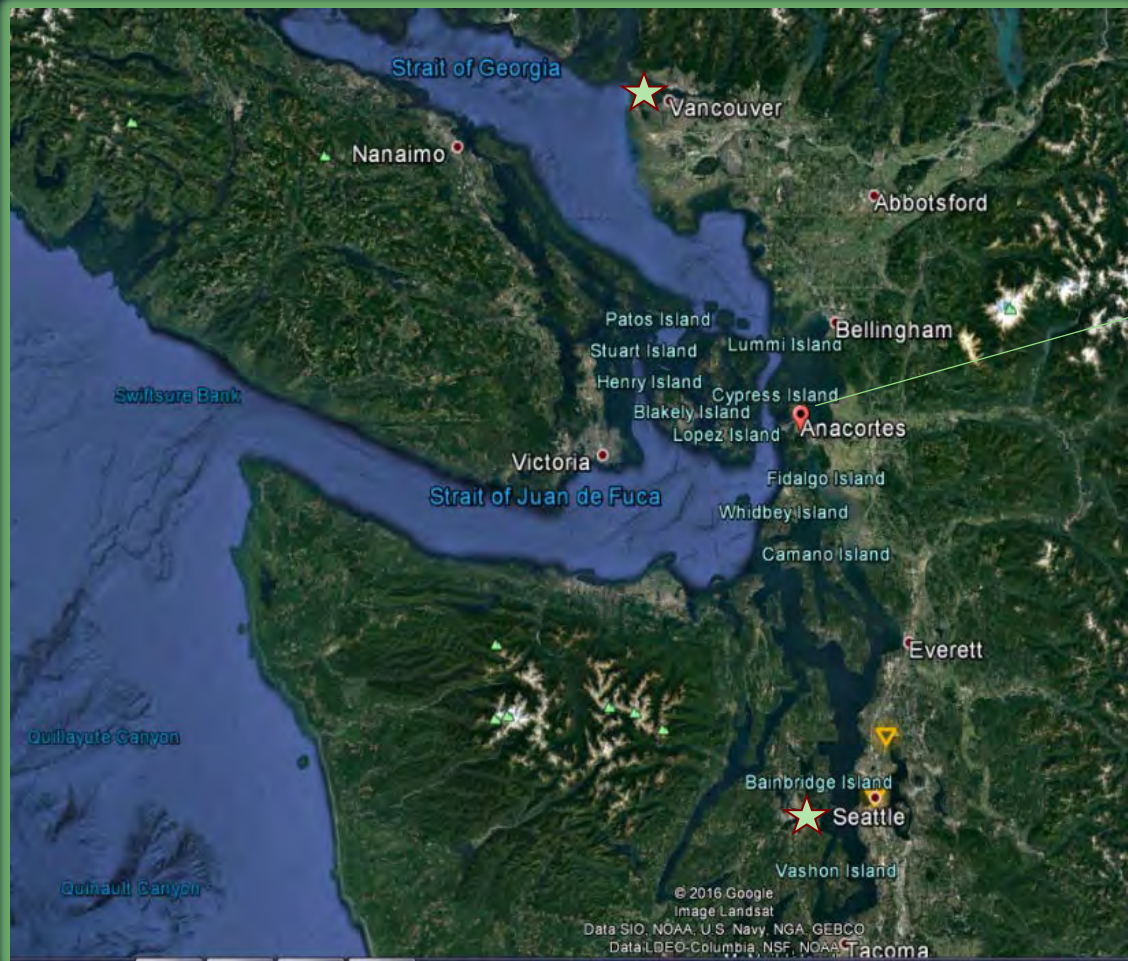 Strait of Georgia
Vancouver
Nanaimo
Abbotsford
Patos Island
Bellingham
Lummi Island
Stuart Island
Henry Island
Swiftsure Bank
Cypress Island
Blakely Island
Anacortes
Lopez Island
Victoria
Fidalgo Island
Strait of Juan de Fuca
Whidbey Island
Camano Island
Everett
Quillayute Canyon
Bainbridge Island
Seattle
Vashon Island
Quinault Canyon
© 2016 Google
Image Landsat
Data SIO, NOAA, U.S. Navy, NGA, GEBCO
Data LDEO-Columbia, NSF, NOAA
Tacoma